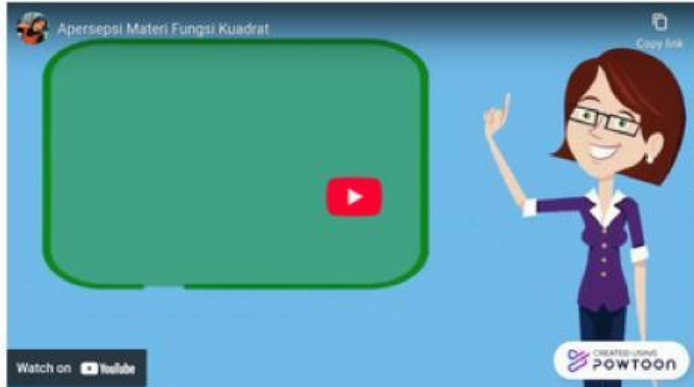 Apersepsi Materi Fungsi Kuadrat
Copy link
Watch on YouTube
CREATED USING
POWTOON